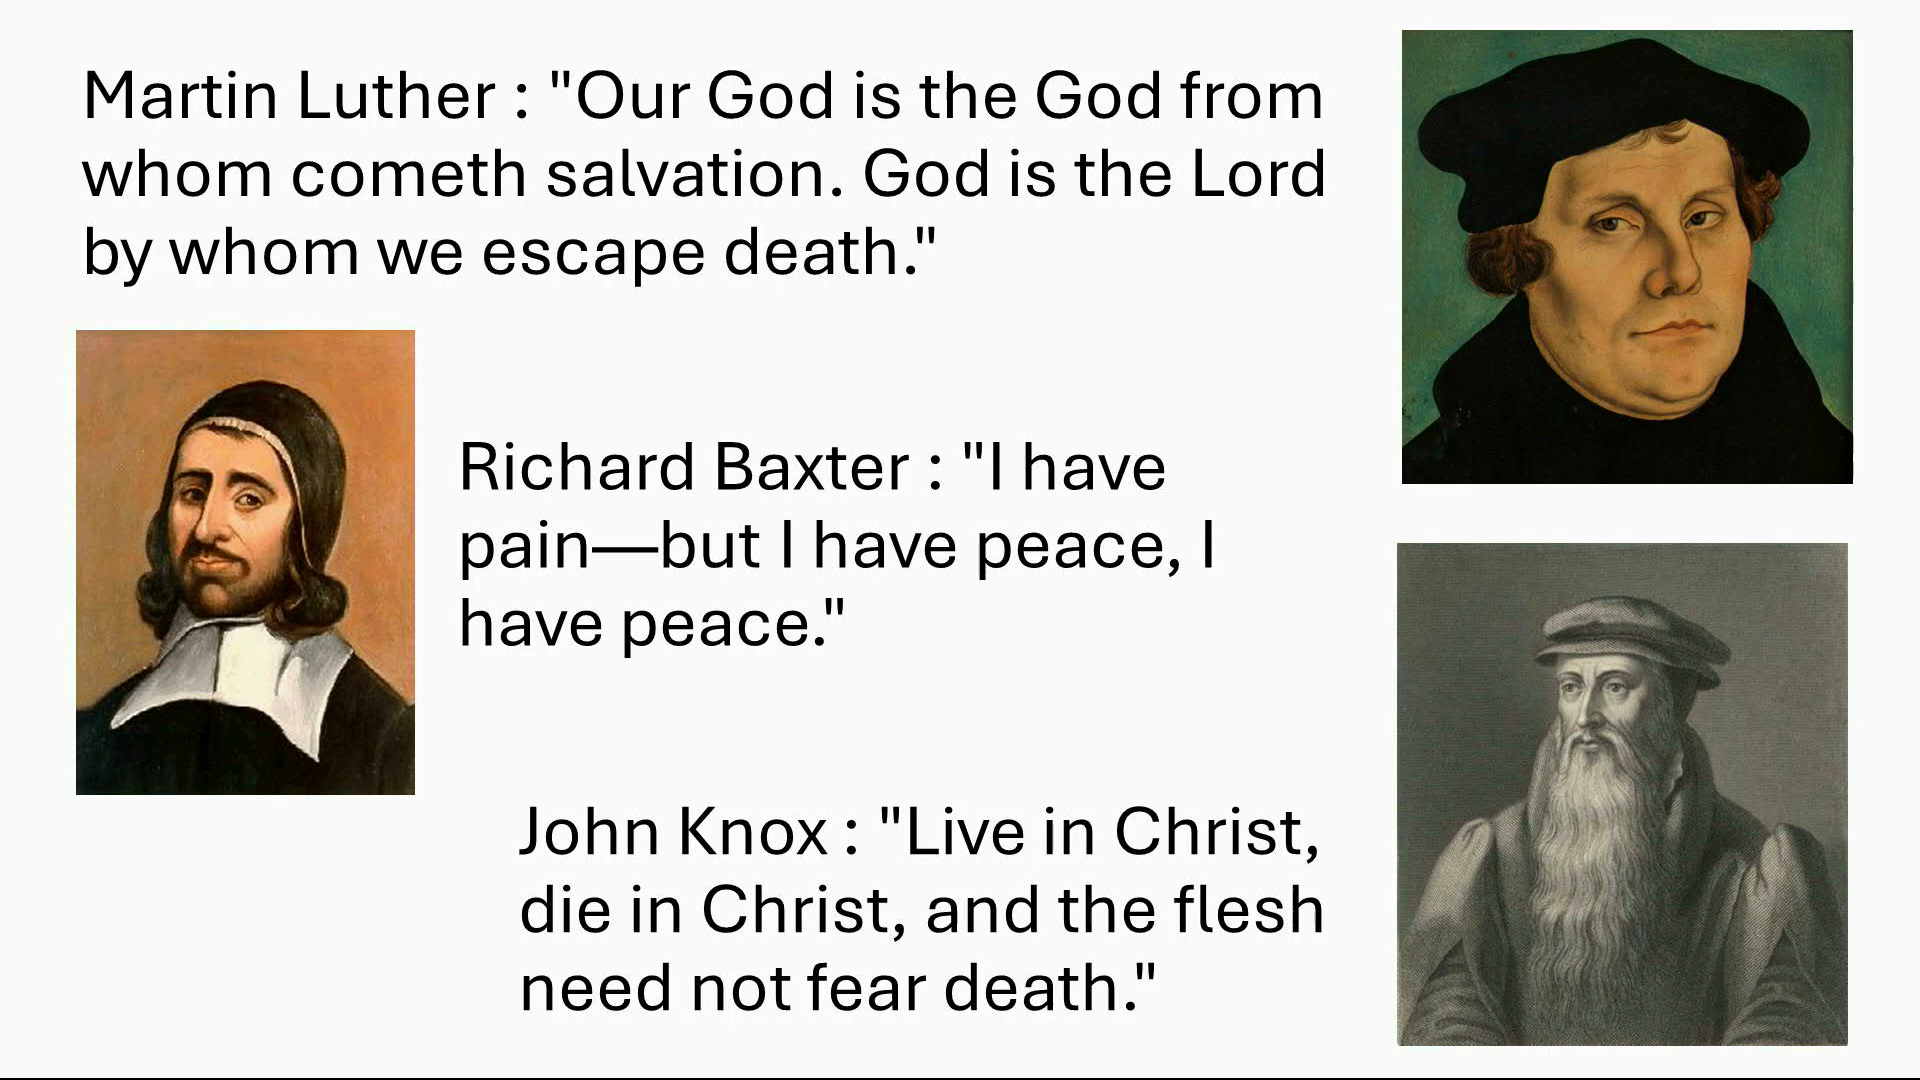 Martin Luther : "Our God is the God from
whom cometh salvation. God is the Lord
by whom we escape death."
Richard Baxter : "I have
pain—but I have peace, I
have peace."
John Knox : "Live in Christ,
die in Christ, and the flesh
need not fear death."